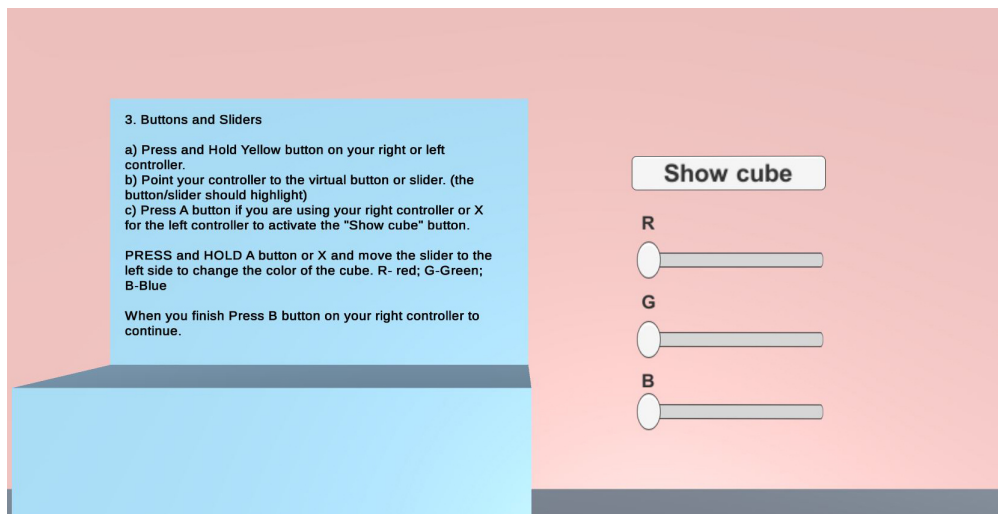 3. Buttons and Sliders
a) Press and Hold Yellow button on your right or left
controller.
b) Point your controller to the virtual button or slider. (the
button/slider should highlight)
c) Press A button if you are using your right controller or X
for the left controller to activate the "Show cube" button.
PRESS and HOLD A button or X and move the slider to the
left side to change the color of the cube. R- red; G-Green;
B-Blue
When you finish Press B button on your right controller to
continue.
Show cube
R
G
B